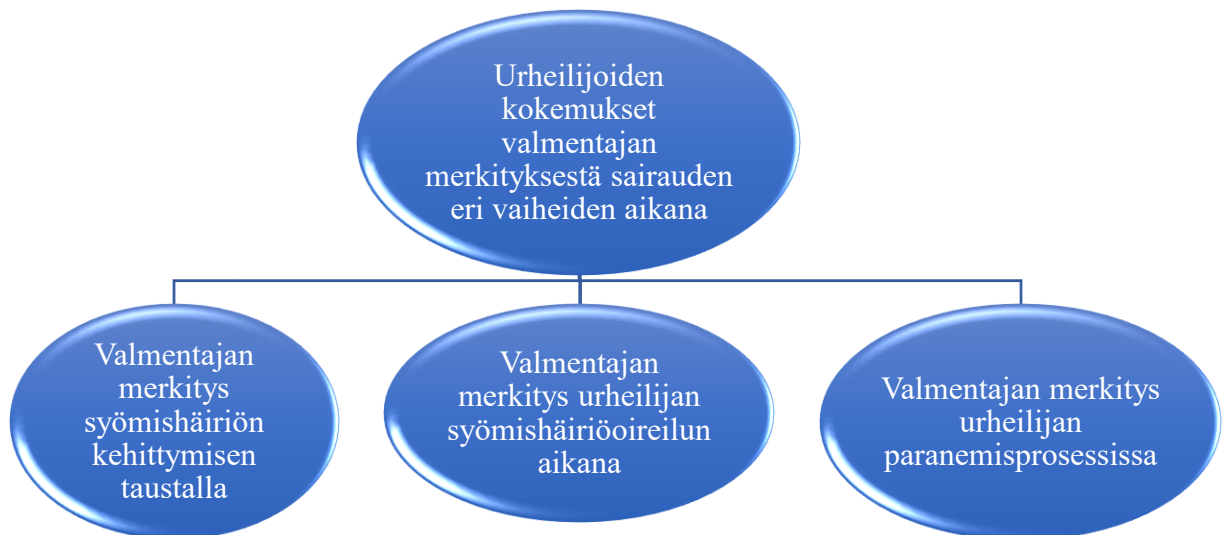 Urheilijoiden
kokemukset
valmentajan
merkityksestä sairauden
eri vaiheiden aikana
Valmentajan
merkitys
syömishäiriön
kehittymisen
taustalla
Valmentajan
merkitys urheilijan
syömishäiriöoireilun
aikana
Valmentajan merkitys
urheilijan
paranemisprosessissa